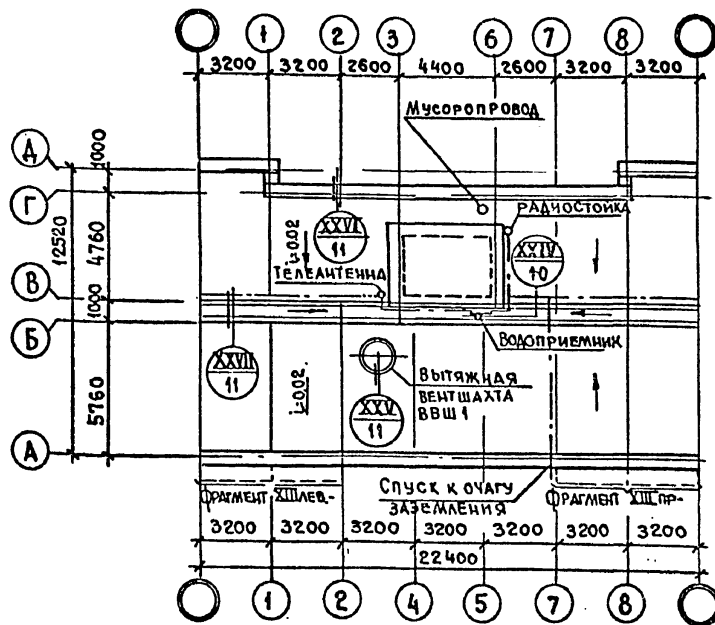 1 2 3 6 7 8
3200 3200 2600 4400 2600 3200 3200
МУСОРОПРОВОД
Д
1000
Г
РАДИОСТОЙКА
XXVI
11
i=0.02
XXIV
10
12520
4760
ТЕЛЕАНТЕННА
В
1000
Б
ВОДОПРИЕМНИК
XXVII
11
i=0.02.
ВЫТЯЖНАЯ
ВЕНТШАХТА
ВВШ1
XXV
11
5760
А
СПУСК К ОЧАГУ
ЗАЗЕМЛЕНИЯ
ФРАГМЕНТ XIII ЛЕВ.-
ФРАГМЕНТ XIII ПР-
3200 3200 3200 3200 3200 3200 3200
22400
1 2 4 5 7 8